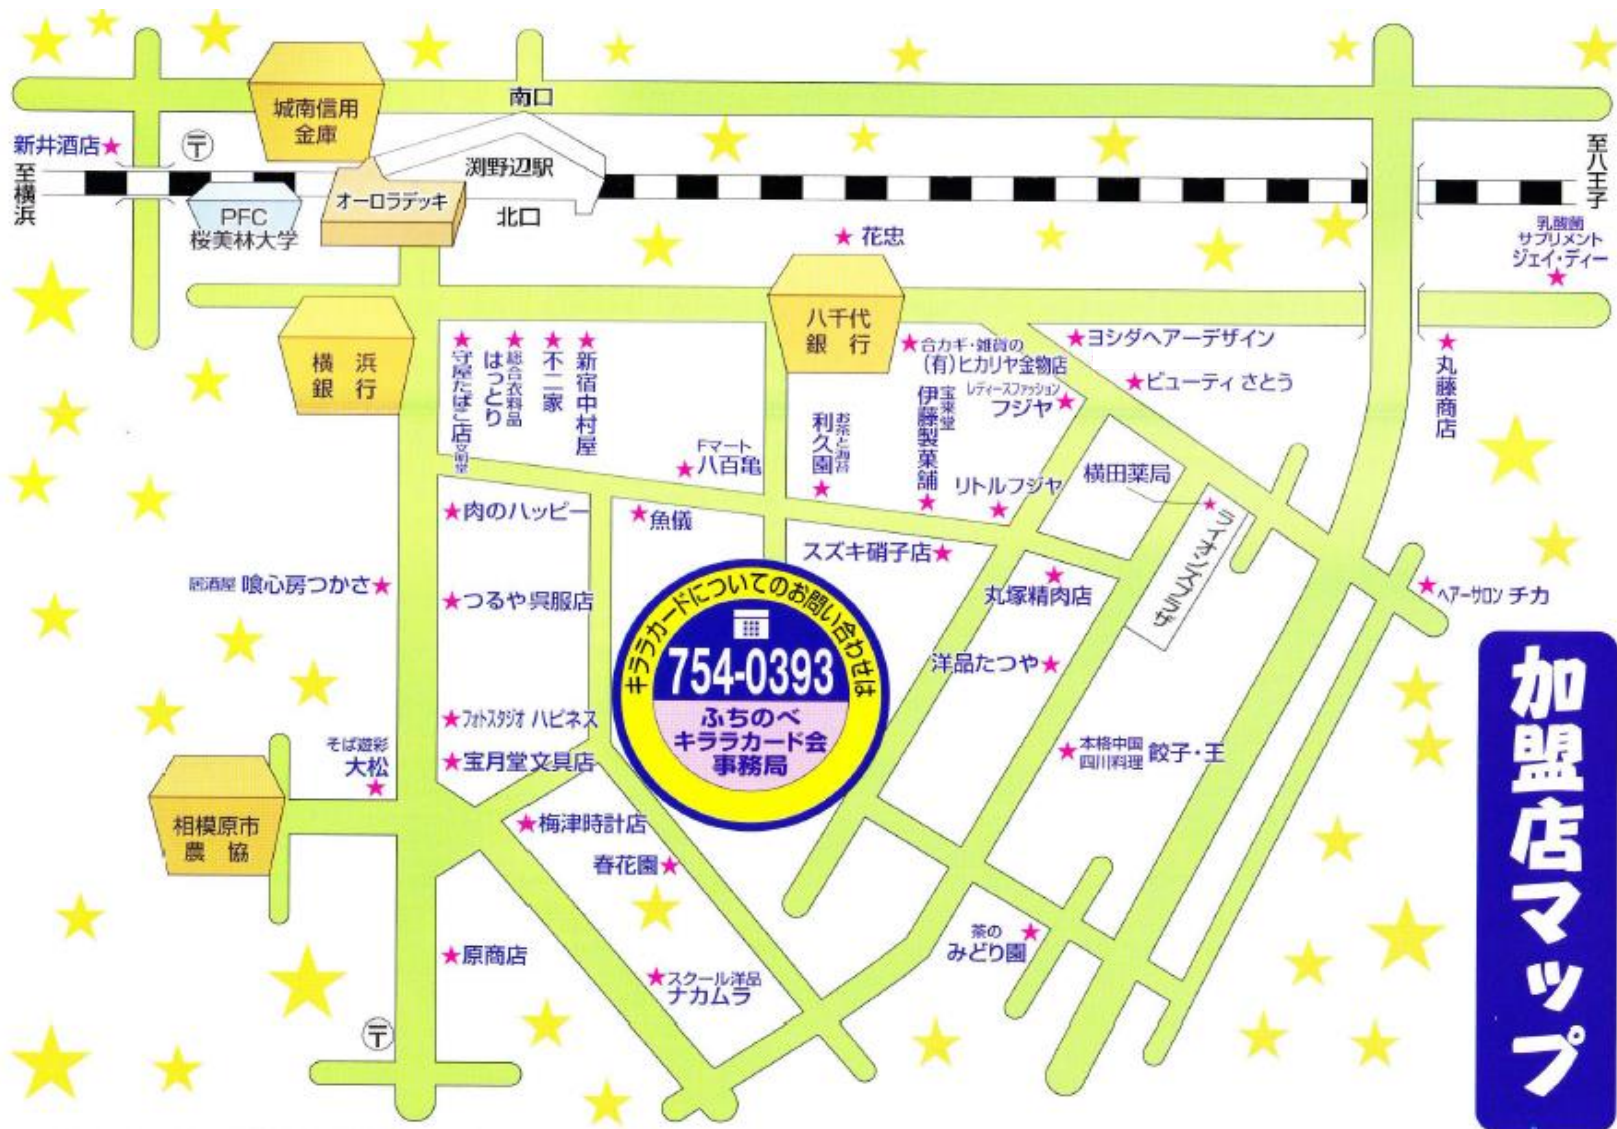 南口
城南信用
金庫
新井酒店
〒
至横浜
至八王子
渕野辺駅
オーロラデッキ
北口
PFC
桜美林大学
花忠
乳酸菌
サプリメント
ジェイ・ディー
横浜
銀行
八千代
銀行
守屋たばこ店
文明堂
総合衣料品
はっとり
不二家
新宿中村屋
合カギ・雑貨の
(有)ヒカリヤ金物店
ヨシダヘアーデザイン
ビューティ さとう
丸藤商店
レディースファッション
フジヤ
宝来堂
伊藤製菓舗
お茶と海苔
利久園
Fマート
八百亀
リトルフジヤ
横田薬局
ライオンズプラザ
肉のハッピー
魚儀
スズキ硝子店
居酒屋 喰心房つかさ
つるや呉服店
丸塚精肉店
ヘアーサロン チカ
キララカードについてのお問い合わせは
754-0393
ふちのべ
キララカード会
事務局
洋品たつや
フォトスタジオ ハピネス
宝月堂文具店
そば遊彩
大松
本格中国
四川料理
餃子・王
相模原市
農協
梅津時計店
春花園
原商店
スクール洋品
ナカムラ
茶の
みどり園
〒
加盟店マップ